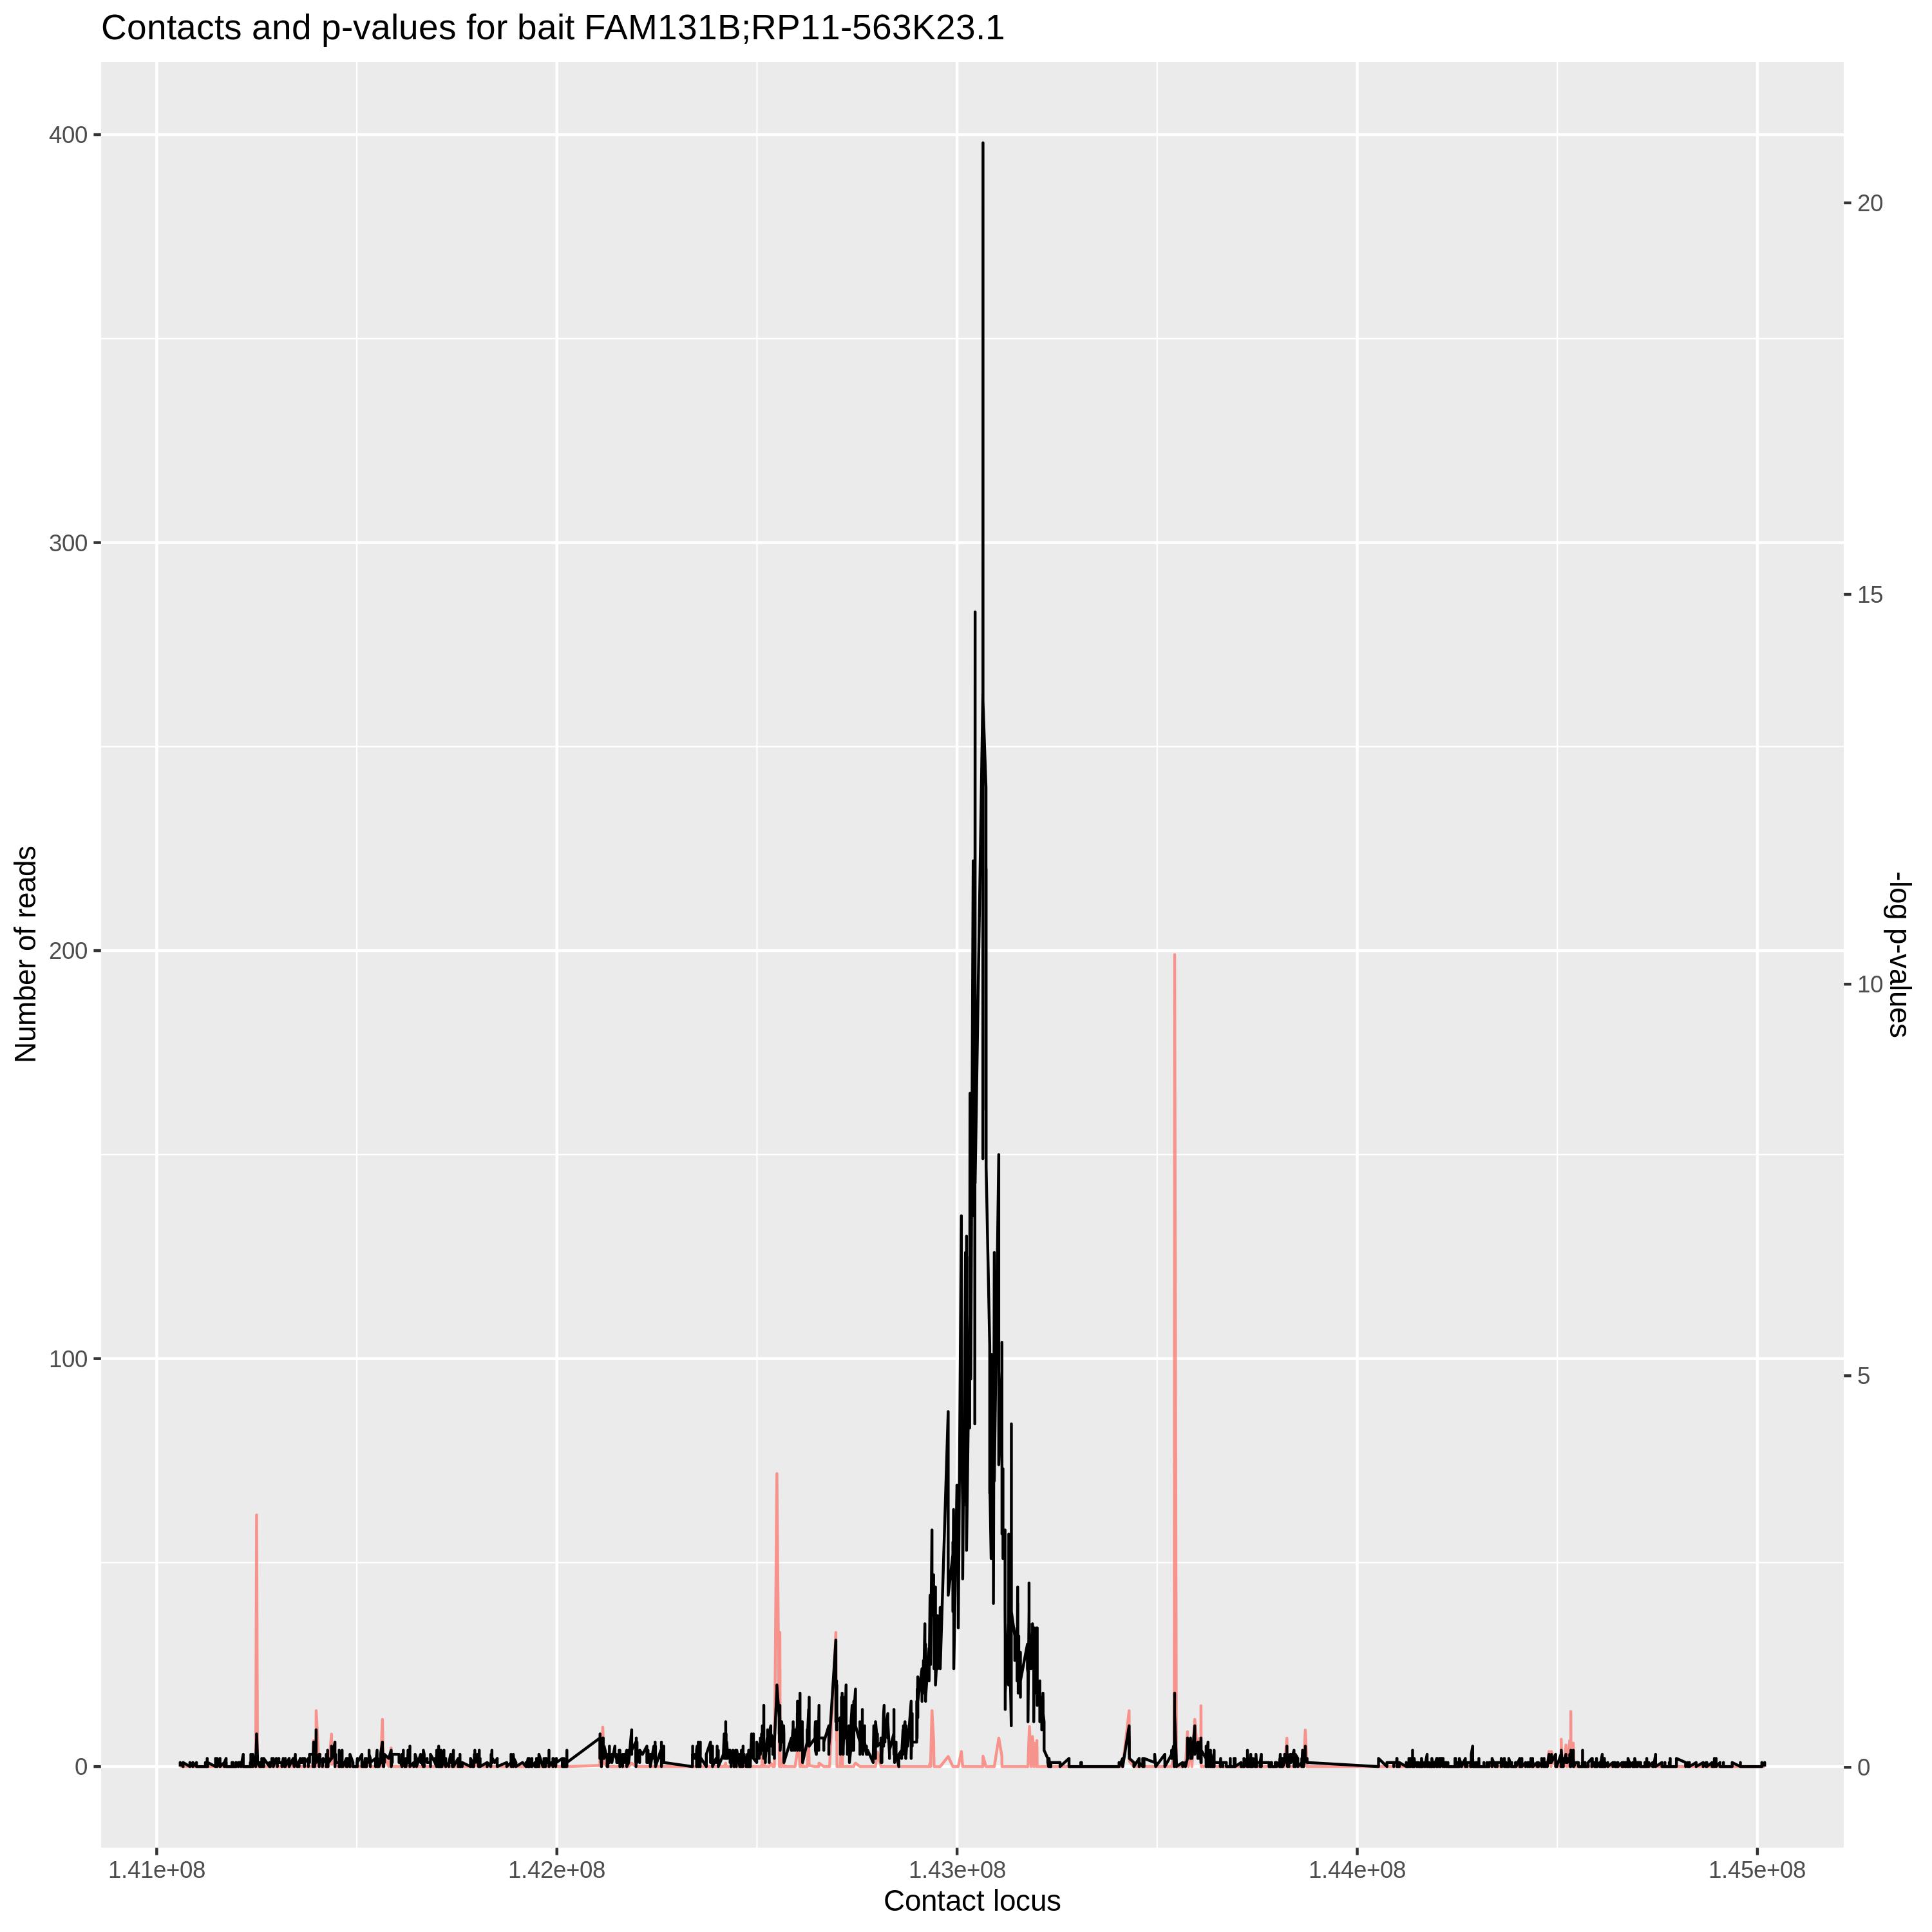 Contacts and p-values for bait FAM131B;RP11-563K23.1
400
300
200
100
0
Number of reads
20
15
10
5
0
-log p-values
1.41e+08
1.42e+08
1.43e+08
1.44e+08
1.45e+08
Contact locus